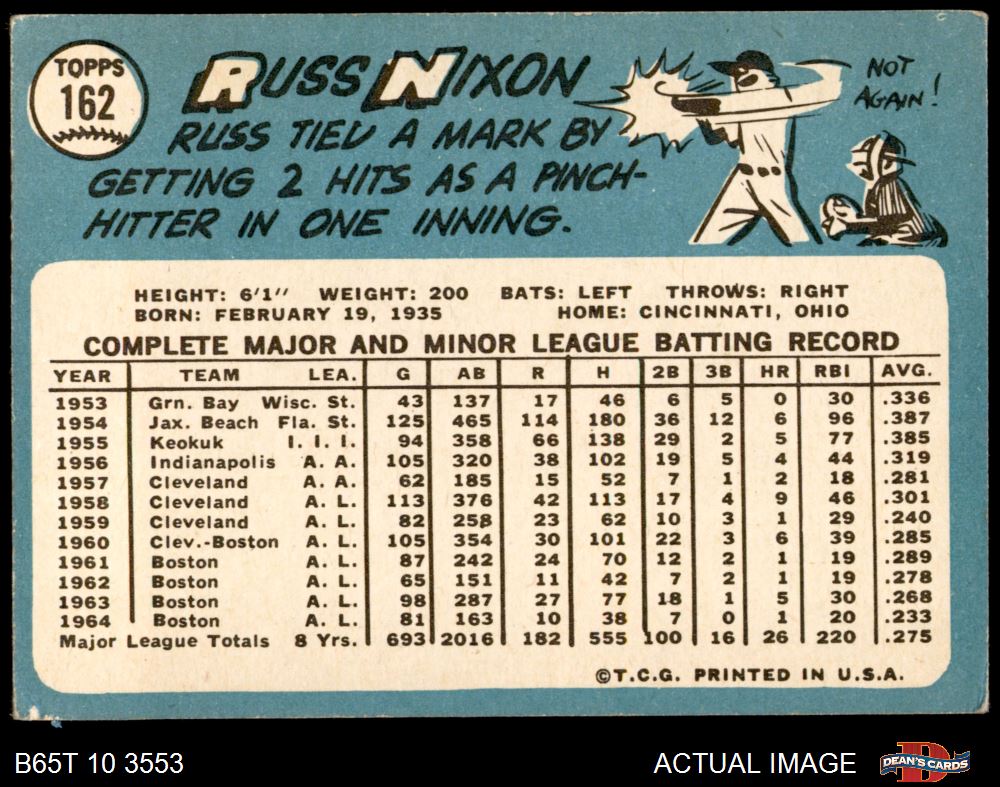 TOPPS
162
RUSS NIXON
NOT
AGAIN!
RUSS TIED A MARK BY
GETTING 2 HITS AS A PINCH-
HITTER IN ONE INNING.
HEIGHT: 6'1" WEIGHT: 200 BATS: LEFT THROWS: RIGHT
BORN: FEBRUARY 19, 1935 HOME: CINCINNATI, OHIO
COMPLETE MAJOR AND MINOR LEAGUE BATTING RECORD
YEAR TEAM LEA. G AB R H 2B 3B HR RBI AVG.
1953 Grn. Bay Wisc. St. 43 137 17 46 6 5 0 30 .336
1954 Jax. Beach Fla. St. 125 465 114 180 36 12 6 96 .387
1955 Keokuk I. I. I. 94 358 66 138 29 2 5 77 .385
1956 Indianapolis A. A. 105 320 38 102 19 5 4 44 .319
1957 Cleveland A. A. 62 185 15 52 7 1 2 18 .281
1958 Cleveland A. L. 113 376 42 113 17 4 9 46 .301
1959 Cleveland A. L. 82 258 23 62 10 3 1 29 .240
1960 Clev.-Boston A. L. 105 354 30 101 22 3 6 39 .285
1961 Boston A. L. 87 242 24 70 12 2 1 19 .289
1962 Boston A. L. 65 151 11 42 7 2 1 19 .278
1963 Boston A. L. 98 287 27 77 18 1 5 30 .268
1964 Boston A. L. 81 163 10 38 7 0 1 20 .233
Major League Totals 8 Yrs. 693 2016 182 555 100 16 26 220 .275
©T.C.G. PRINTED IN U.S.A.
B65T 10 3553 ACTUAL IMAGE DEAN'S CARDS